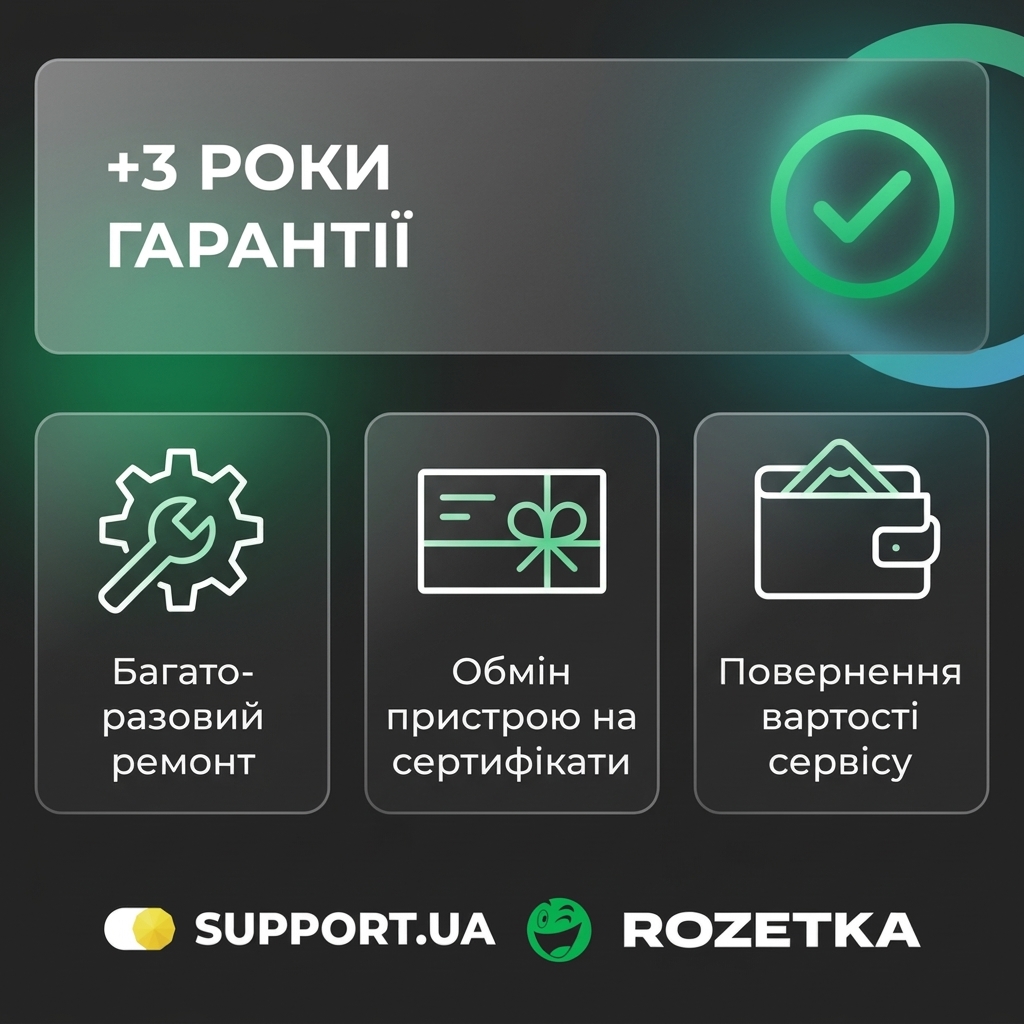 +3 РОКИ
ГАРАНТІЇ
Багато-
разовий
ремонт
Обмін
пристрою на
сертифікати
Повернення
вартості
сервісу
SUPPORT.UA
ROZETKA